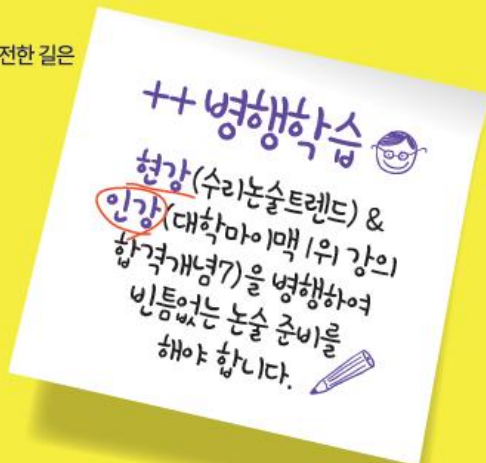 전한 길은
++ 병행학습
현강(수리논술트렌드) &
인강(대학마이맥 1위 강의
합격개념7)을 병행하여
빈틈없는 논술 준비를
해야 합니다.